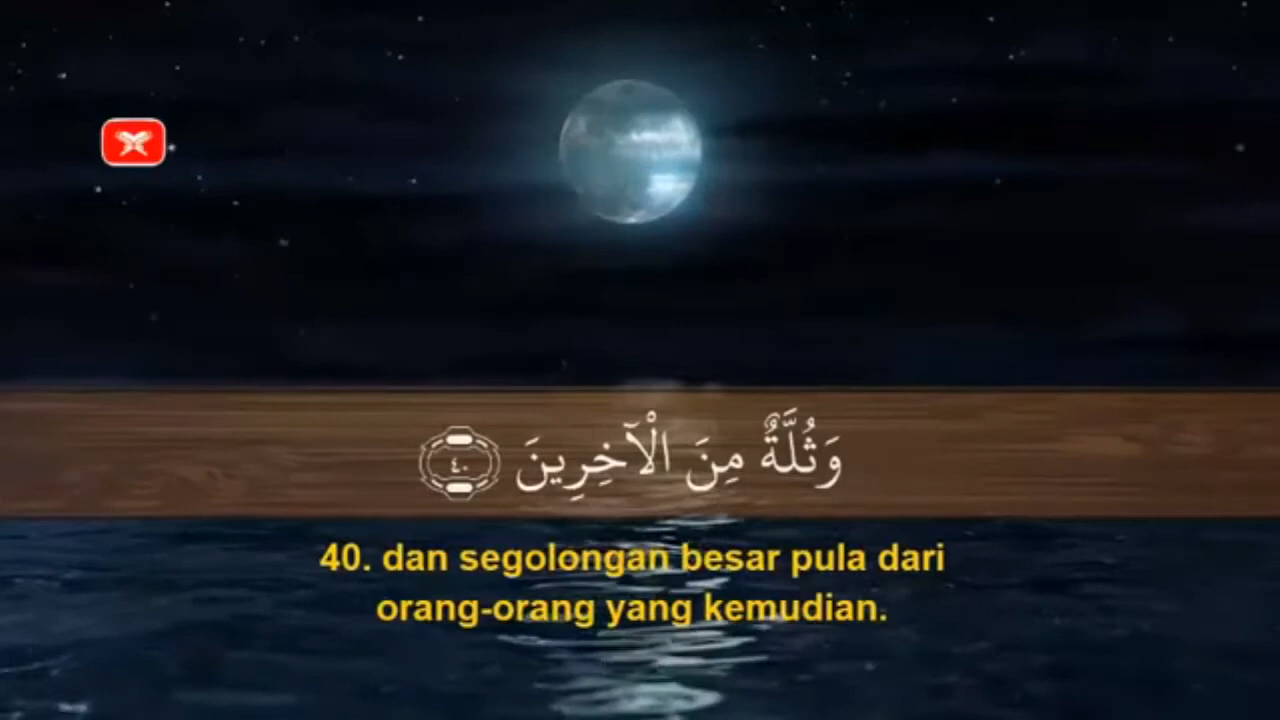 وَثُلَّةٌ مِنَ الْآخِرِينَ ٤٠
40. dan segolongan besar pula dari
orang-orang yang kemudian.